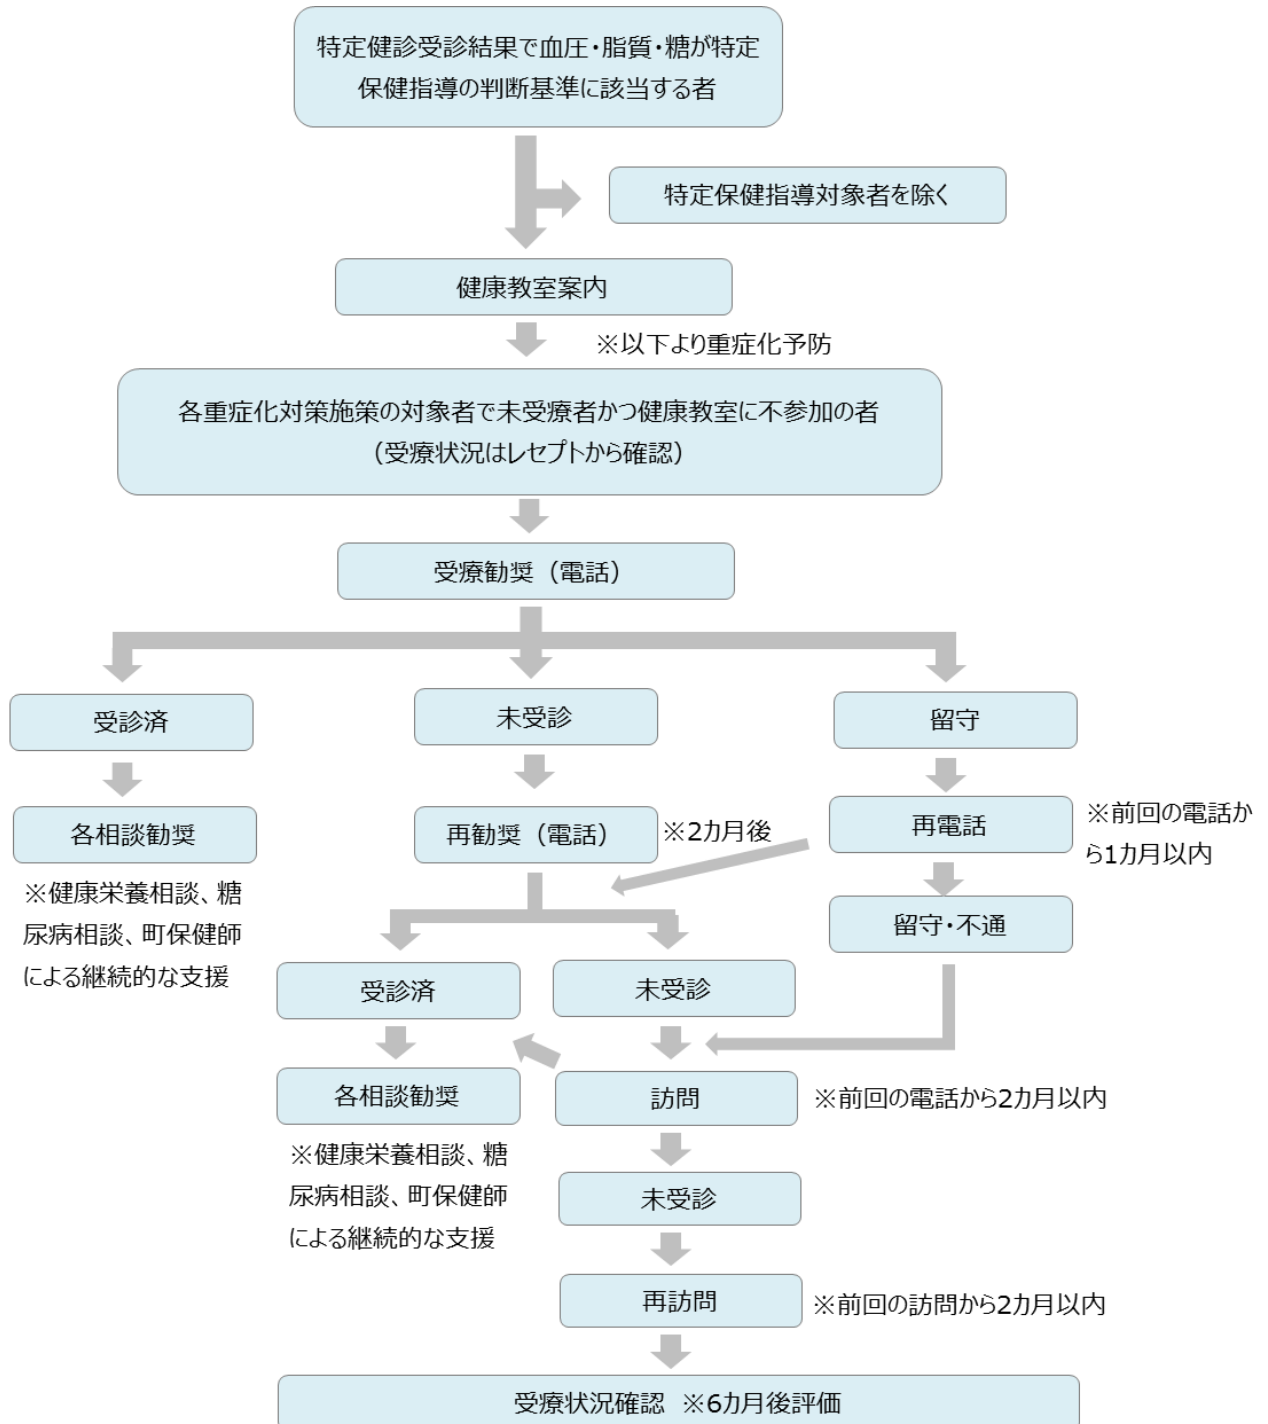 特定健診受診結果で血圧・脂質・糖が特定
保健指導の判断基準に該当する者
特定保健指導対象者を除く
健康教室案内
※以下より重症化予防
各重症化対策施策の対象者で未受療者かつ健康教室に不参加の者
（受療状況はレセプトから確認）
受療勧奨（電話）
受診済
未受診
留守
各相談勧奨
※健康栄養相談、糖
尿病相談、町保健師
による継続的な支援
再勧奨（電話）
※2カ月後
再電話
※前回の電話か
ら1カ月以内
留守・不通
受診済
未受診
各相談勧奨
※健康栄養相談、糖
尿病相談、町保健師
による継続的な支援
訪問
※前回の電話から2カ月以内
未受診
再訪問
※前回の訪問から2カ月以内
受療状況確認 ※6カ月後評価